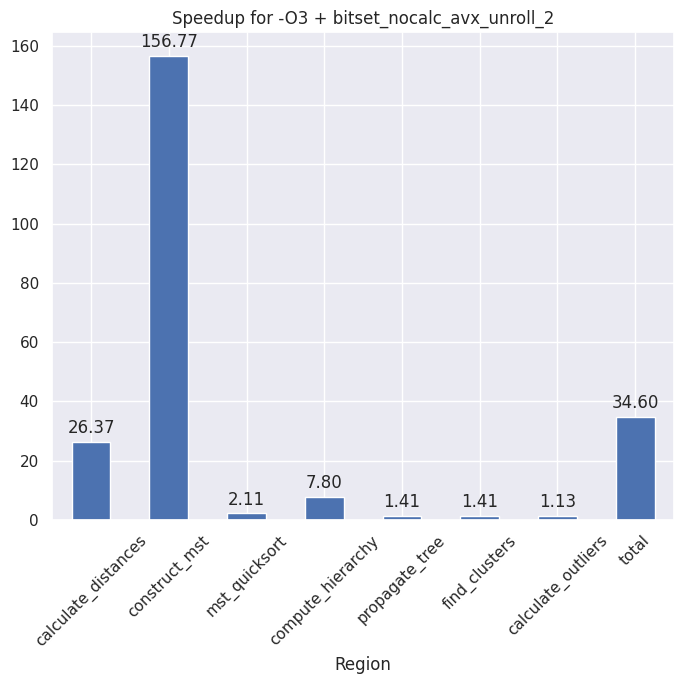 Speedup for -O3 + bitset_nocalc_avx_unroll_2
160
140
120
100
80
60
40
20
0
26.37
156.77
2.11
7.80
1.41
1.41
1.13
34.60
calculate_distances
construct_mst
mst_quicksort
compute_hierarchy
propagate_tree
find_clusters
calculate_outliers
total
Region